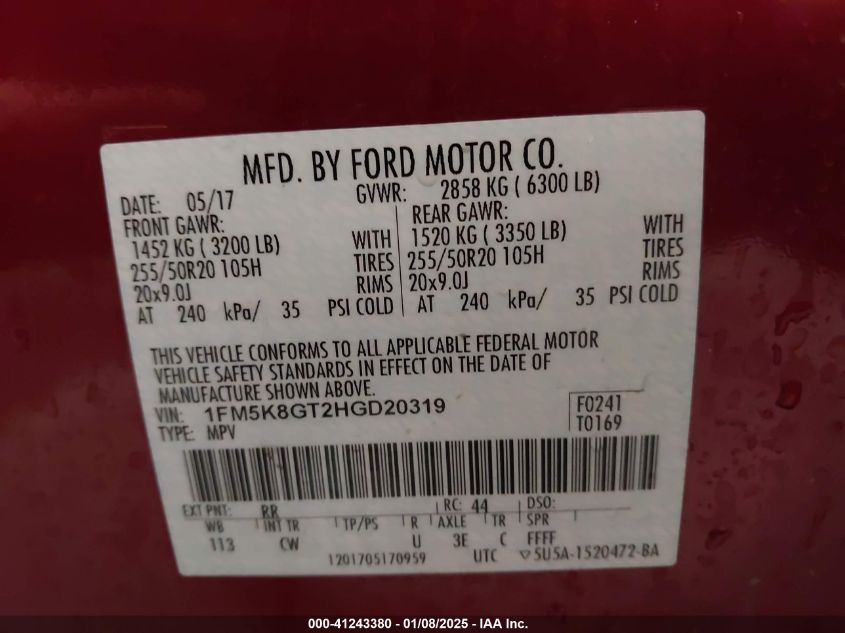 MFD. BY FORD MOTOR CO.
DATE: 05/17 GVWR: 2858 KG ( 6300 LB)
FRONT GAWR: REAR GAWR:
1452 KG ( 3200 LB) WITH 1520 KG ( 3350 LB) WITH
255/50R20 105H TIRES 255/50R20 105H TIRES
20x9.0J RIMS 20x9.0J RIMS
AT 240 kPa/ 35 PSI COLD AT 240 kPa/ 35 PSI COLD
THIS VEHICLE CONFORMS TO ALL APPLICABLE FEDERAL MOTOR
VEHICLE SAFETY STANDARDS IN EFFECT ON THE DATE OF
MANUFACTURE SHOWN ABOVE.
VIN: 1FM5K8GT2HGD20319 F0241
TYPE: MPV T0169
EXT PNT: RR RC: 44 DSO:
WB INT TR TP/PS R AXLE TR SPR
113 CW U 3E C FFFF
1201705170959 UTC ▽5U5A-1520472-BA
000-41243380 - 01/08/2025 - IAA Inc.